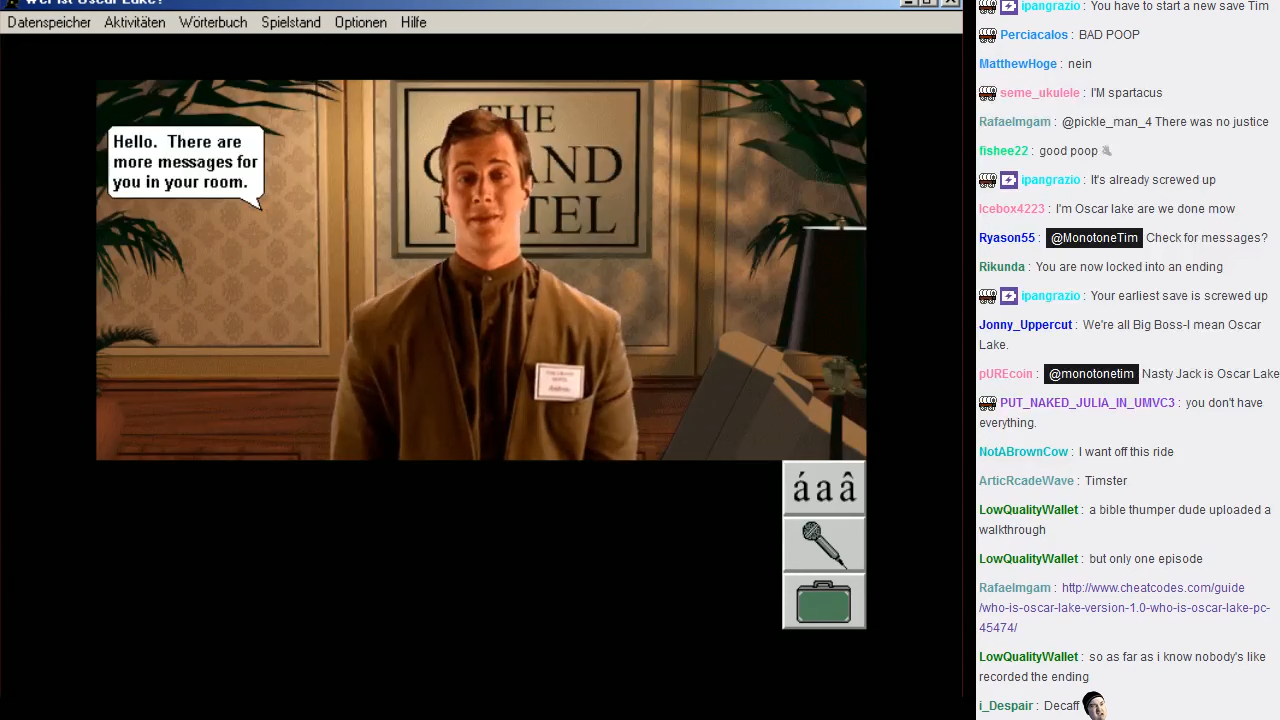 Wer ist Oscar Lake?
Datenspeicher Aktivitäten Wörterbuch Spielstand Optionen Hilfe
Hello. There are
more messages for
you in your room.
THE
GRAND
HOTEL
á a â
ipangrazio : You have to start a new save Tim
Perciacalos : BAD POOP
MatthewHoge : nein
seme_ukulele : I'M spartacus
Rafaelmgam : @pickle_man_4 There was no justice
fishee22 : good poop
ipangrazio : It's already screwed up
Icebox4223 : I'm Oscar lake are we done mow
Ryason55 : @MonotoneTim Check for messages?
Rikunda : You are now locked into an ending
ipangrazio : Your earliest save is screwed up
Jonny_Uppercut : We're all Big Boss-I mean Oscar
Lake.
pUREcoin : @monotonetim Nasty Jack is Oscar Lake
PUT_NAKED_JULIA_IN_UMVC3 : you don't have
everything.
NotABrownCow : I want off this ride
ArticRcadeWave : Timster
LowQualityWallet : a bible thumper dude uploaded a
walkthrough
LowQualityWallet : but only one episode
Rafaelmgam : http://www.cheatcodes.com/guide
/who-is-oscar-lake-version-1.0-who-is-oscar-lake-pc-
45474/
LowQualityWallet : so as far as i know nobody's like
recorded the ending
i_Despair : Decaff